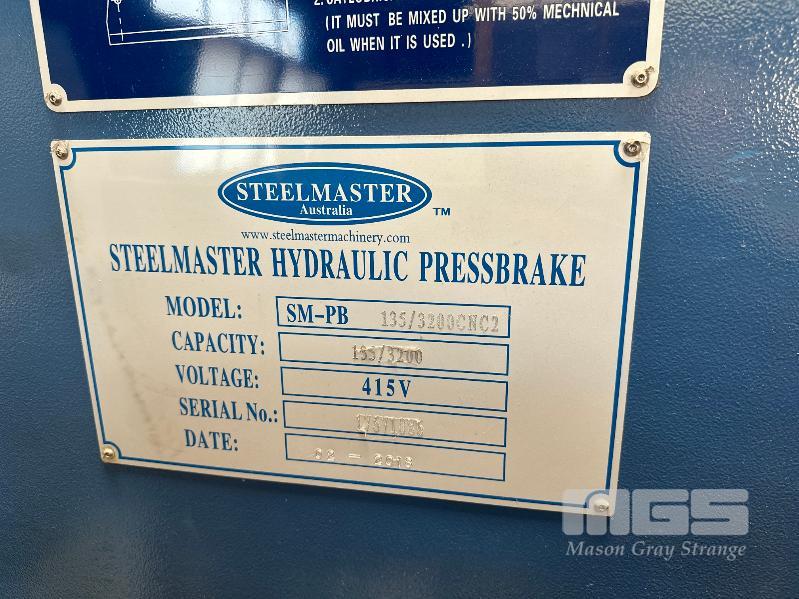 (IT MUST BE MIXED UP WITH 50% MECHNICAL
OIL WHEN IT IS USED .)
STEELMASTER
Australia
TM
www.steelmastermachinery.com
STEELMASTER HYDRAULIC PRESSBRAKE
MODEL: SM-PB 135/3200CNC2
CAPACITY: 135/3200
VOLTAGE: 415V
SERIAL No.:
DATE: 02 - 2018
MGS
Mason Gray Strange